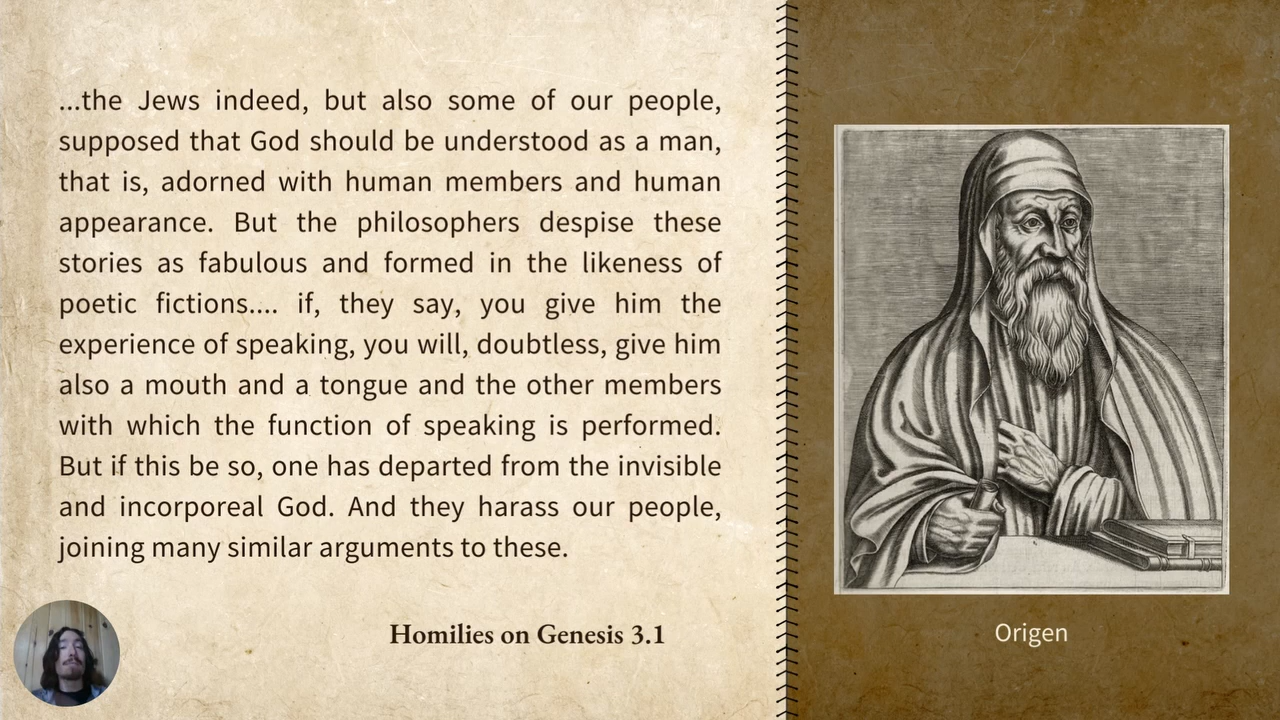 ...the Jews indeed, but also some of our people,
supposed that God should be understood as a man,
that is, adorned with human members and human
appearance. But the philosophers despise these
stories as fabulous and formed in the likeness of
poetic fictions.... if, they say, you give him the
experience of speaking, you will, doubtless, give him
also a mouth and a tongue and the other members
with which the function of speaking is performed.
But if this be so, one has departed from the invisible
and incorporeal God. And they harass our people,
joining many similar arguments to these.
Homilies on Genesis 3.1
Origen